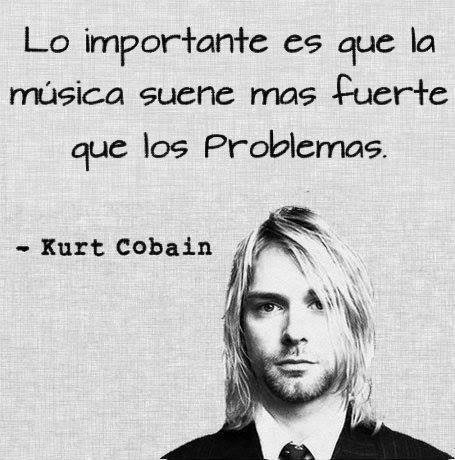 Lo importante es que la
música suene mas fuerte
que los Problemas.
~ Kurt Cobain